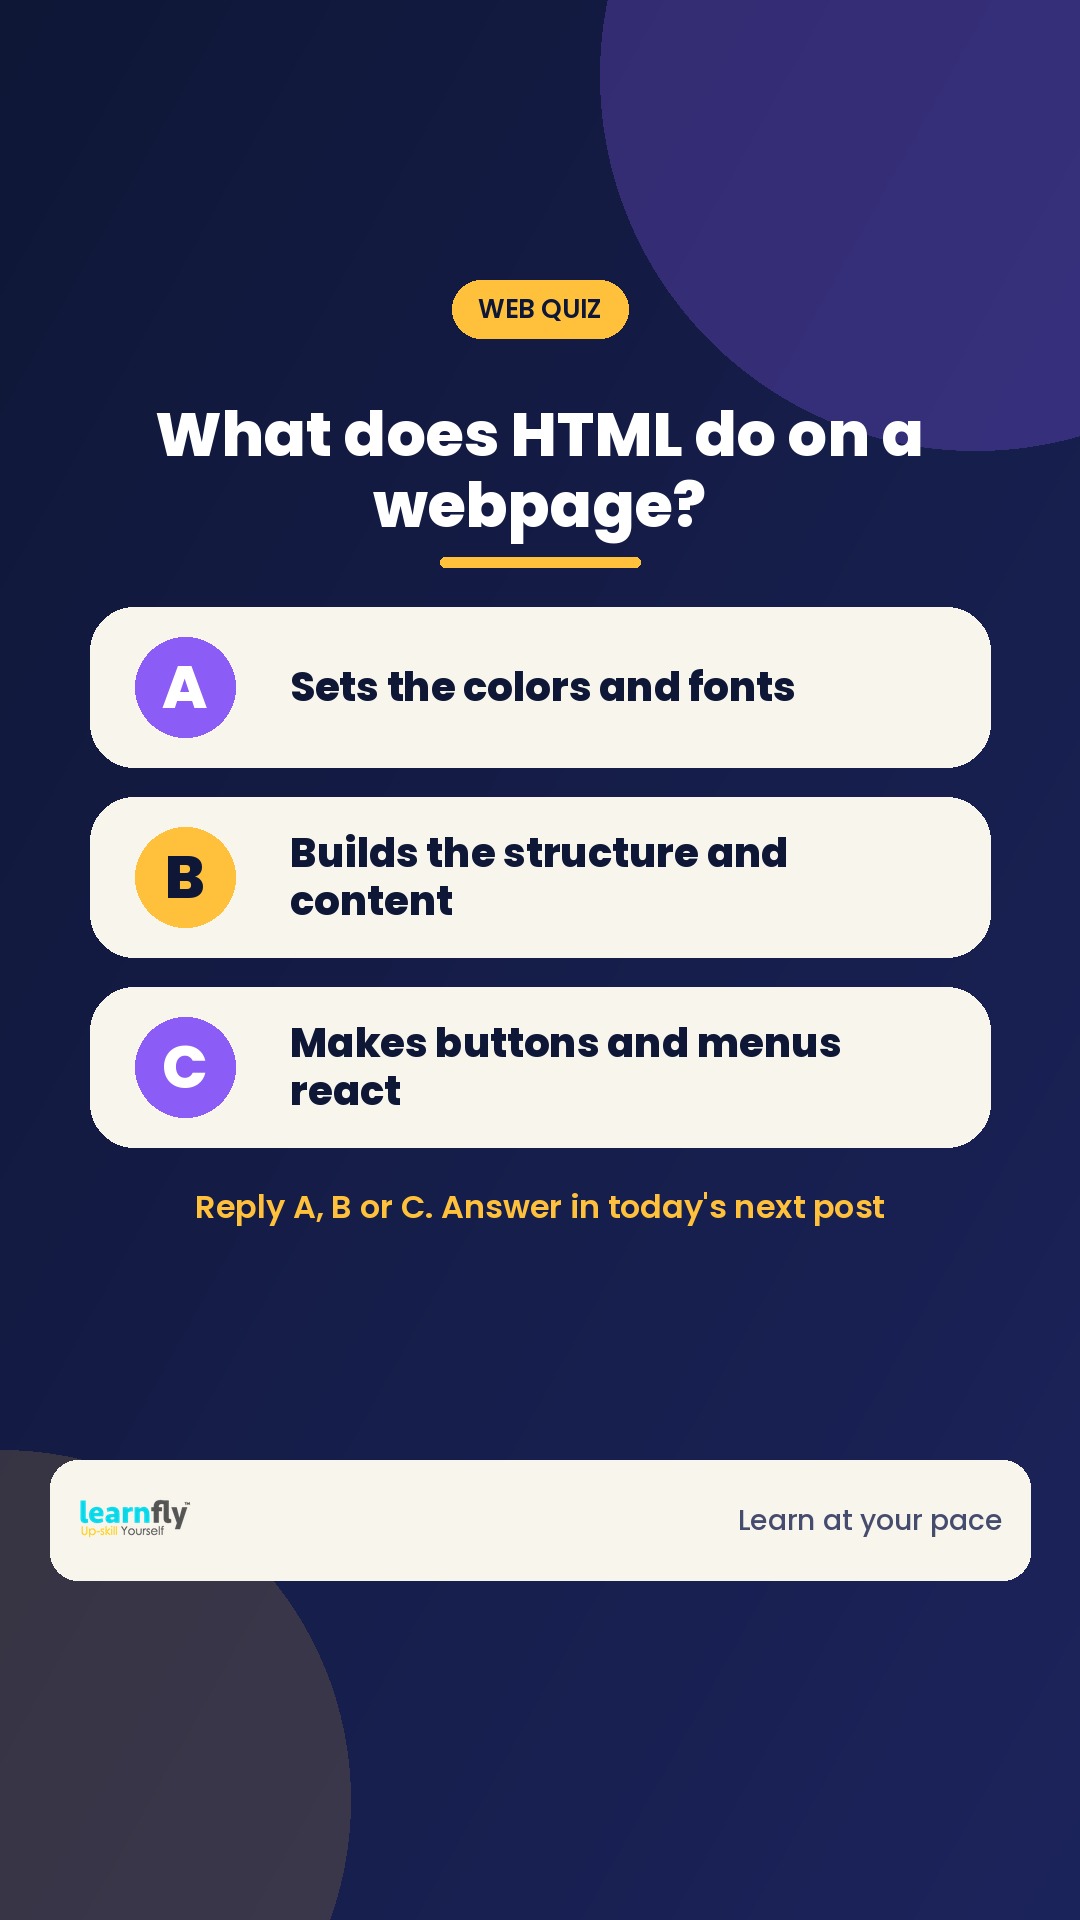 WEB QUIZ
What does HTML do on a
webpage?
A
Sets the colors and fonts
B
Builds the structure and
content
C
Makes buttons and menus
react
Reply A, B or C. Answer in today's next post
learnfly™
Up-skill Yourself
Learn at your pace